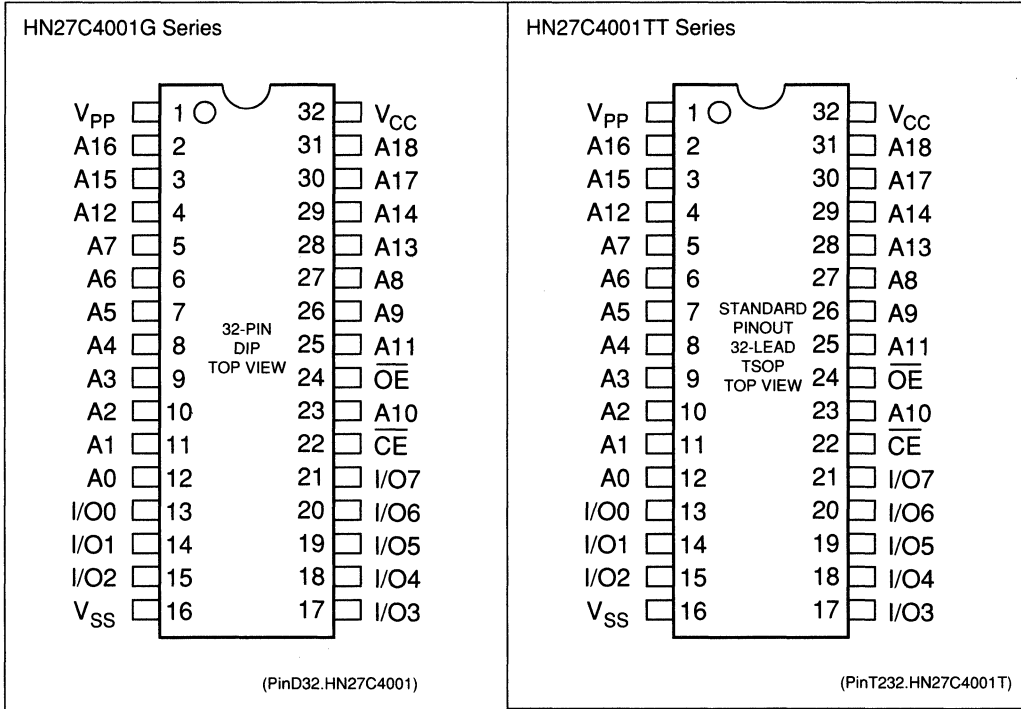 HN27C4001G Series
VPP 1 32 VCC
A16 2 31 A18
A15 3 30 A17
A12 4 29 A14
A7 5 28 A13
A6 6 27 A8
A5 7 26 A9
A4 8 25 A11
A3 9 24 OE
A2 10 23 A10
A1 11 22 CE
A0 12 21 I/O7
I/O0 13 20 I/O6
I/O1 14 19 I/O5
I/O2 15 18 I/O4
VSS 16 17 I/O3
32-PIN
DIP
TOP VIEW
(PinD32.HN27C4001)
HN27C4001TT Series
VPP 1 32 VCC
A16 2 31 A18
A15 3 30 A17
A12 4 29 A14
A7 5 28 A13
A6 6 27 A8
A5 7 26 A9
A4 8 25 A11
A3 9 24 OE
A2 10 23 A10
A1 11 22 CE
A0 12 21 I/O7
I/O0 13 20 I/O6
I/O1 14 19 I/O5
I/O2 15 18 I/O4
VSS 16 17 I/O3
STANDARD
PINOUT
32-LEAD
TSOP
TOP VIEW
(PinT232.HN27C4001T)